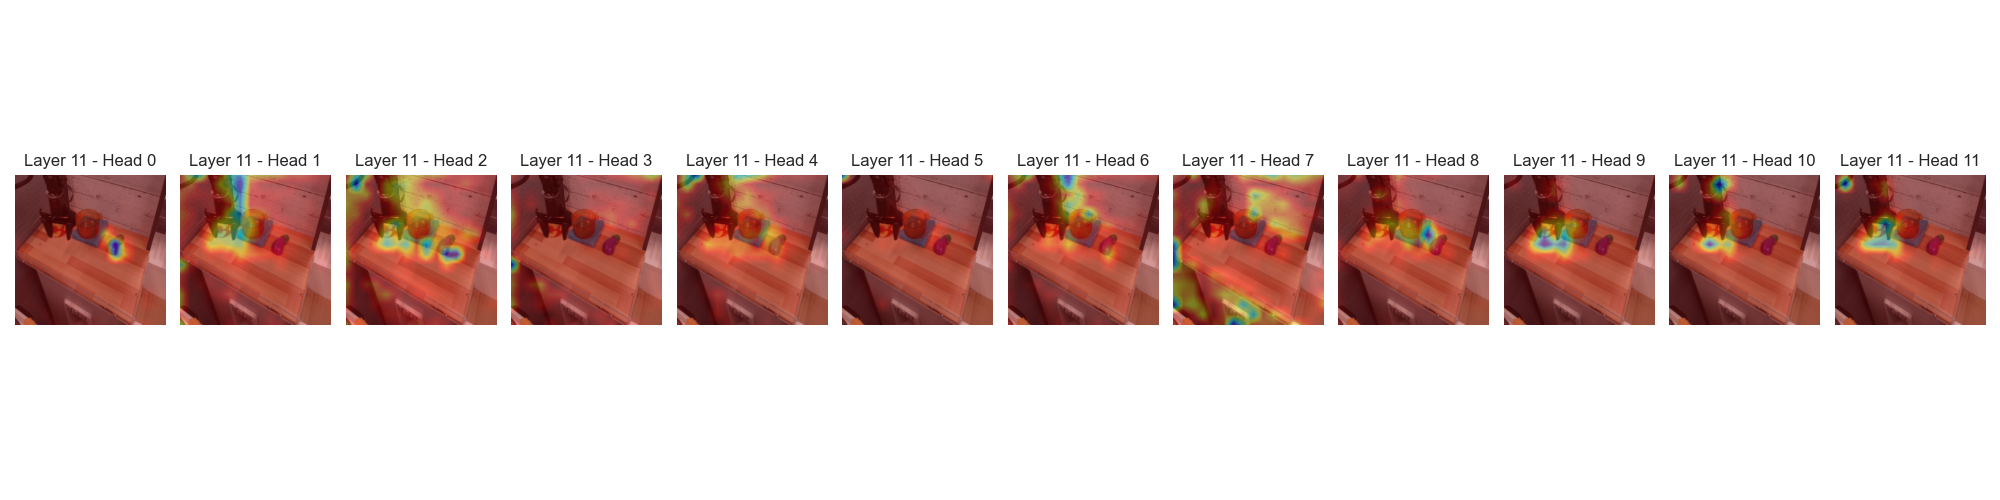 Layer 11 - Head 0
Layer 11 - Head 1
Layer 11 - Head 2
Layer 11 - Head 3
Layer 11 - Head 4
Layer 11 - Head 5
Layer 11 - Head 6
Layer 11 - Head 7
Layer 11 - Head 8
Layer 11 - Head 9
Layer 11 - Head 10
Layer 11 - Head 11